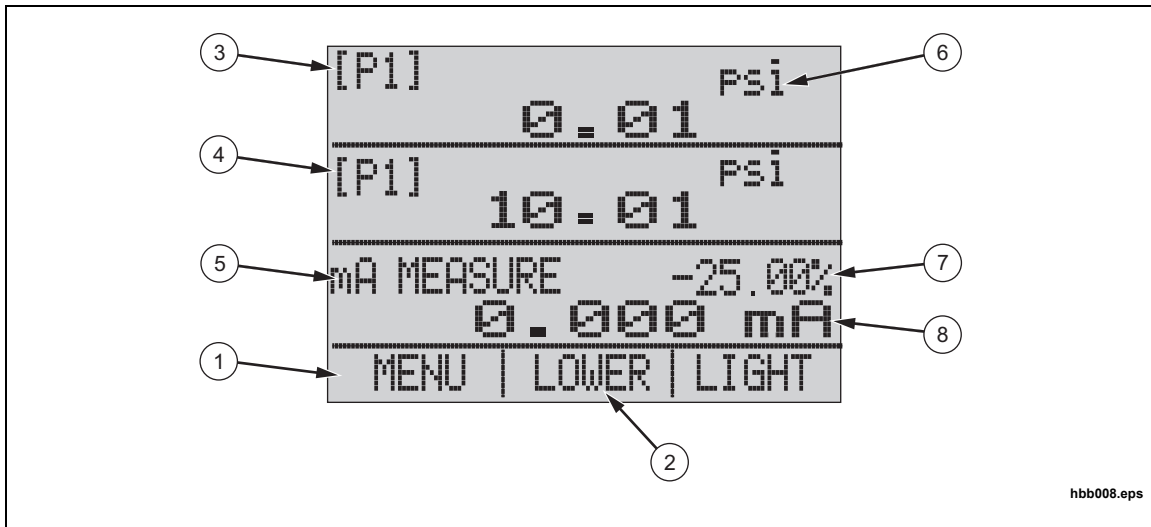 3
[P1]
psi
6
0.01
4
[P1]
psi
10.01
5
mA MEASURE
-25.00%
7
0.000 mA
8
1
MENU LOWER LIGHT
2
hbb008.eps